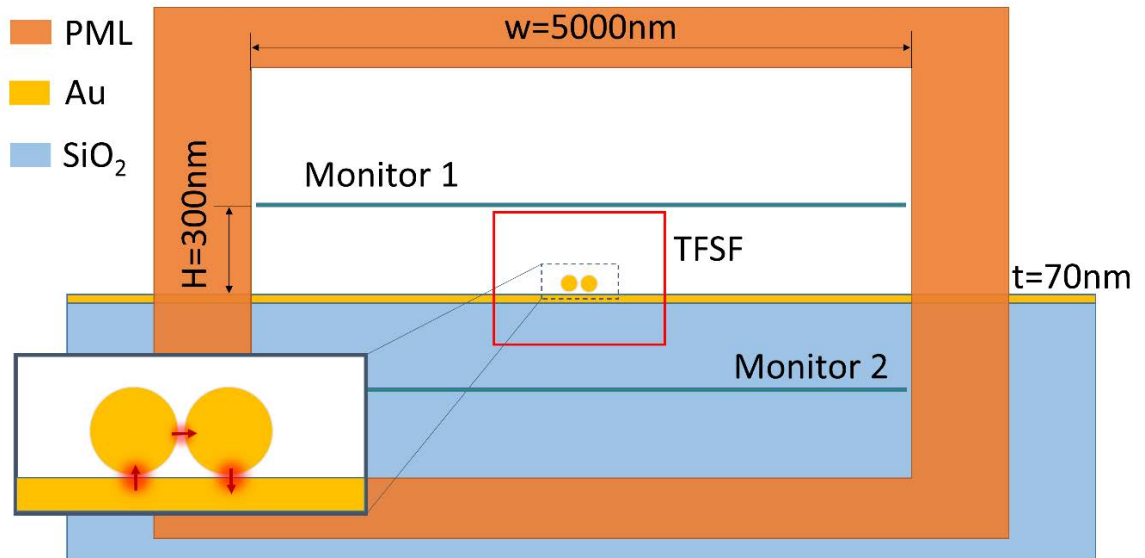 PML
Au
SiO₂
w=5000nm
Monitor 1
H=300nm
TFSF
t=70nm
Monitor 2